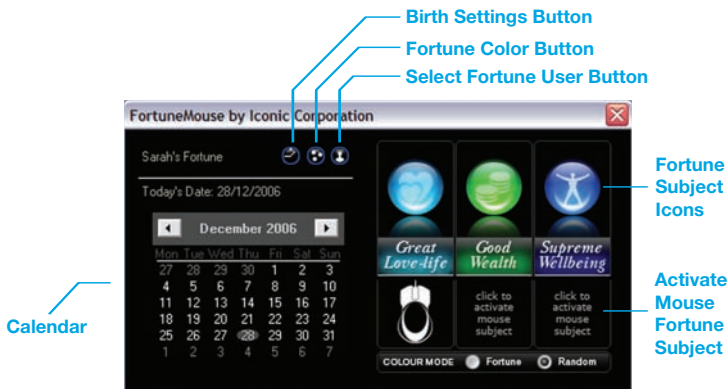 Birth Settings Button
Fortune Color Button
Select Fortune User Button
FortuneMouse by Iconic Corporation
Sarah's Fortune
Today's Date: 28/12/2006
December 2006
Mon Tue Wed Thu Fri Sat Sun
27 28 29 30 1 2 3
4 5 6 7 8 9 10
11 12 13 14 15 16 17
18 19 20 21 22 23 24
25 26 27 28 29 30 31
1 2 3 4 5 6 7
Calendar
Great
Love-life
Good
Wealth
Supreme
Wellbeing
click to
activate
mouse
subject
click to
activate
mouse
subject
COLOUR MODE Fortune Random
Fortune
Subject
Icons
Activate
Mouse
Fortune
Subject